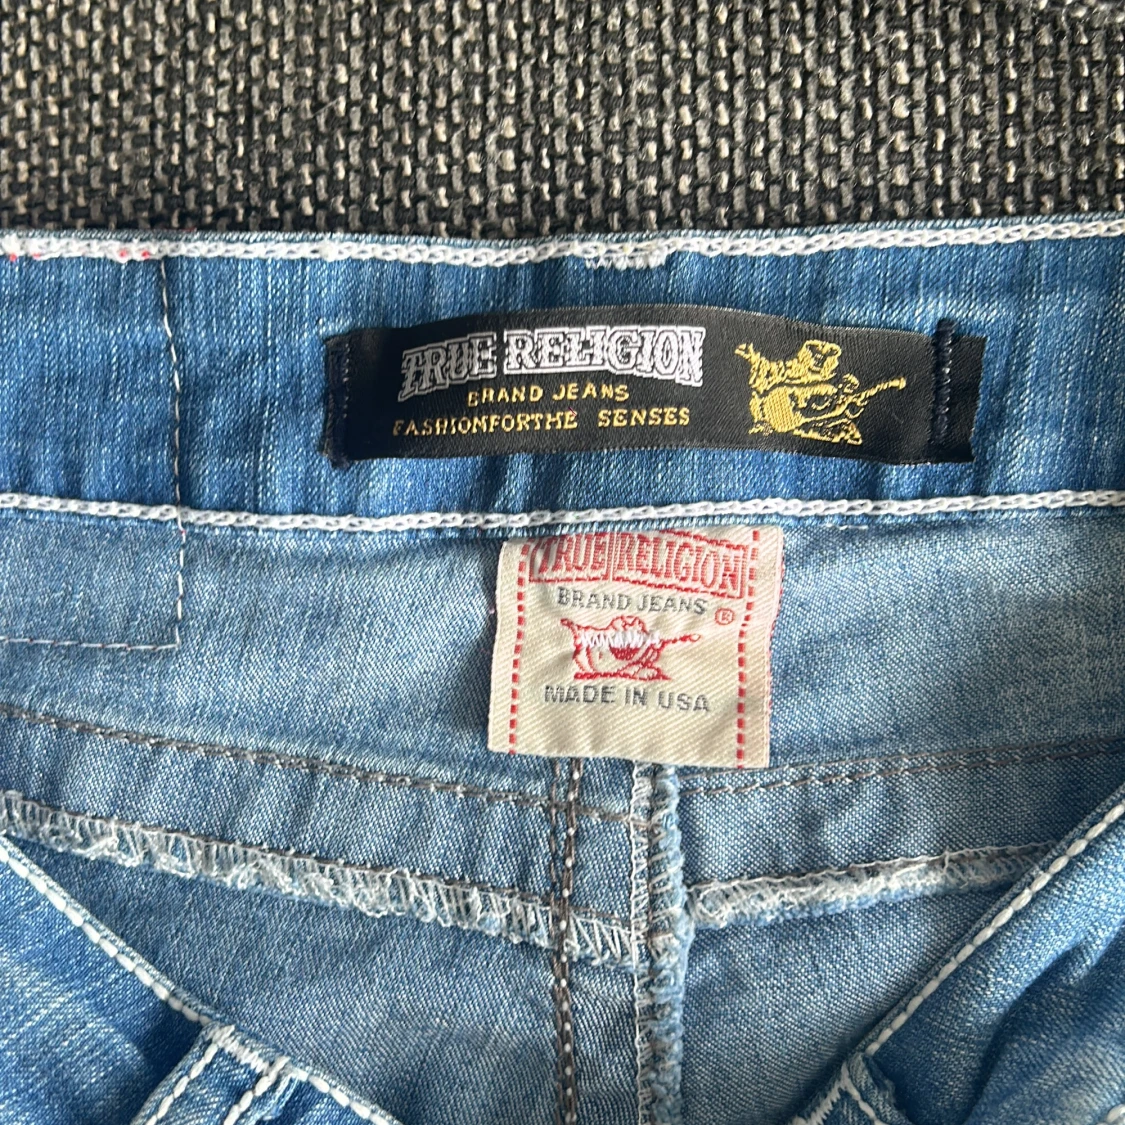 TRUE RELIGION
BRAND JEANS
FASHIONFORTHE SENSES
TRUE RELIGION
BRAND JEANS
®
MADE IN USA